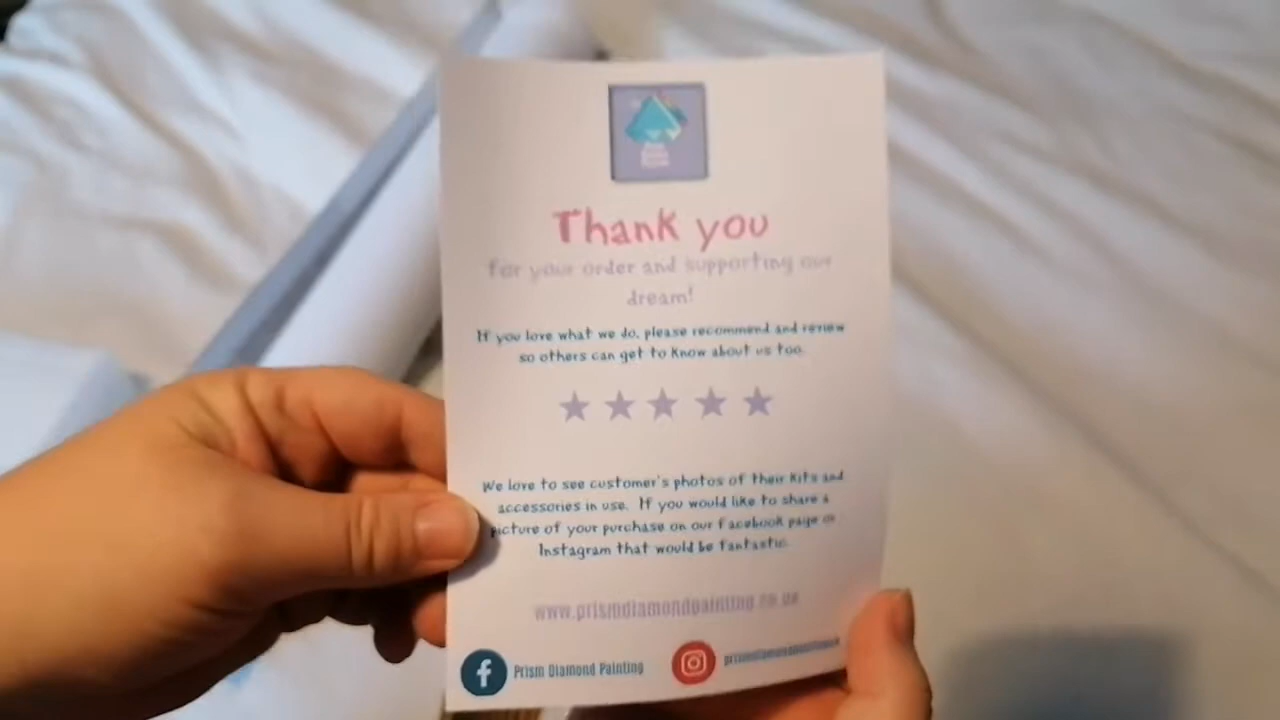 Thank you
for your order and supporting our
dream!
If you love what we do, please recommend and review
so others can get to know about us too.
We love to see customer's photos of their kits and
accessories in use. If you would like to share a
picture of your purchase on our facebook page or
Instagram that would be fantastic.
www.prismdiamondpainting.co.uk
Prism Diamond Painting